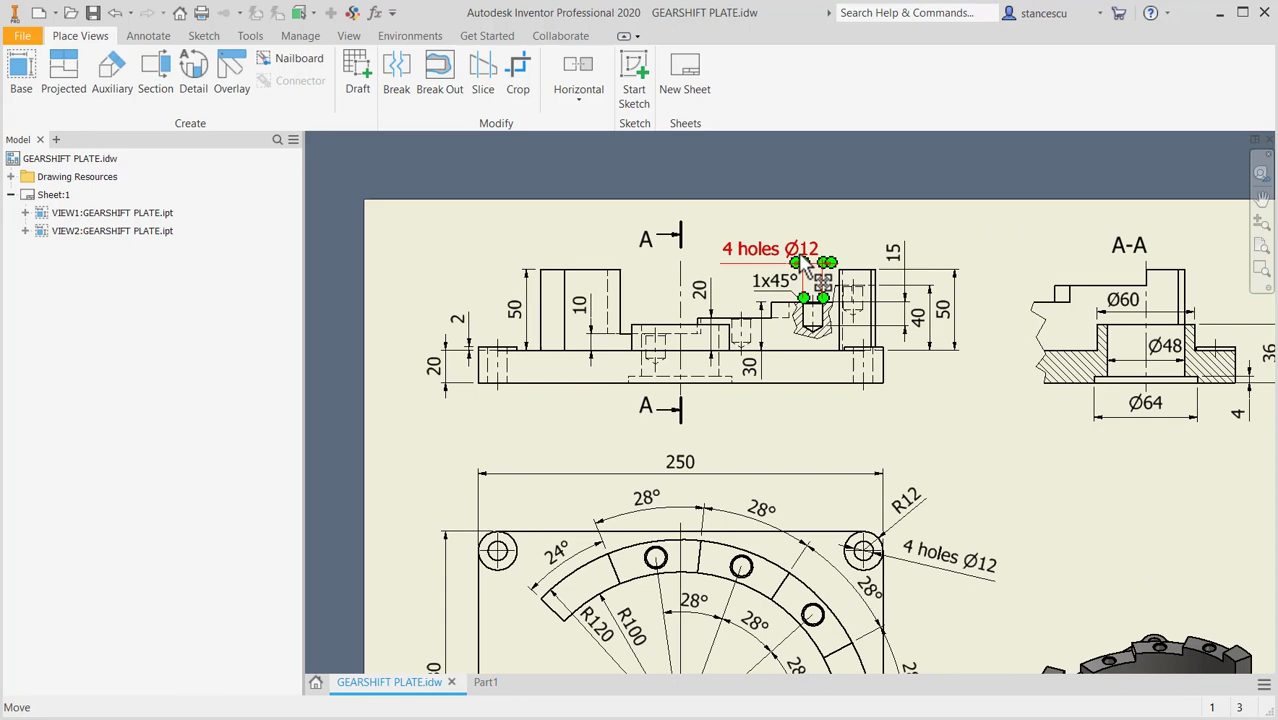 PRO
Autodesk Inventor Professional 2020 GEARSHIFT PLATE.idw
Search Help & Commands...
stancescu
File Place Views Annotate Sketch Tools Manage View Environments Get Started Collaborate
Base Projected Auxiliary Section Detail Overlay
Nailboard
Connector
Draft
Break Break Out Slice Crop
Horizontal
Start Sketch
New Sheet
Create Modify Sketch Sheets
Model
GEARSHIFT PLATE.idw
Drawing Resources
Sheet:1
VIEW1:GEARSHIFT PLATE.ipt
VIEW2:GEARSHIFT PLATE.ipt
A
4 holes Ø12
15
A-A
1x45°
20
50
10
2
20
30
40
50
A
Ø60
Ø48
36
Ø64
4
250
28°
28°
R12
24°
4 holes Ø12
28°
R120
R100
28°
28°
GEARSHIFT PLATE.idw Part1
Move 1 3